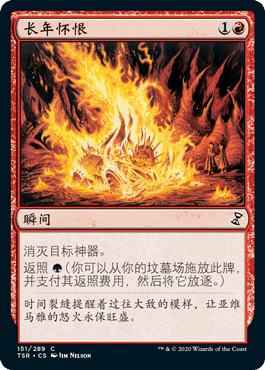 长年怀恨 1
瞬间
消灭目标神器。
返照（你可以从你的坟墓场施放此牌，
并支付其返照费用，然后将它放逐。）
时间裂缝提醒着过往大敌的模样，让亚维
马雅的怒火永保旺盛。
151/289 C
TSR • CS JIM NELSON
™ & © 2020 Wizards of the Coast